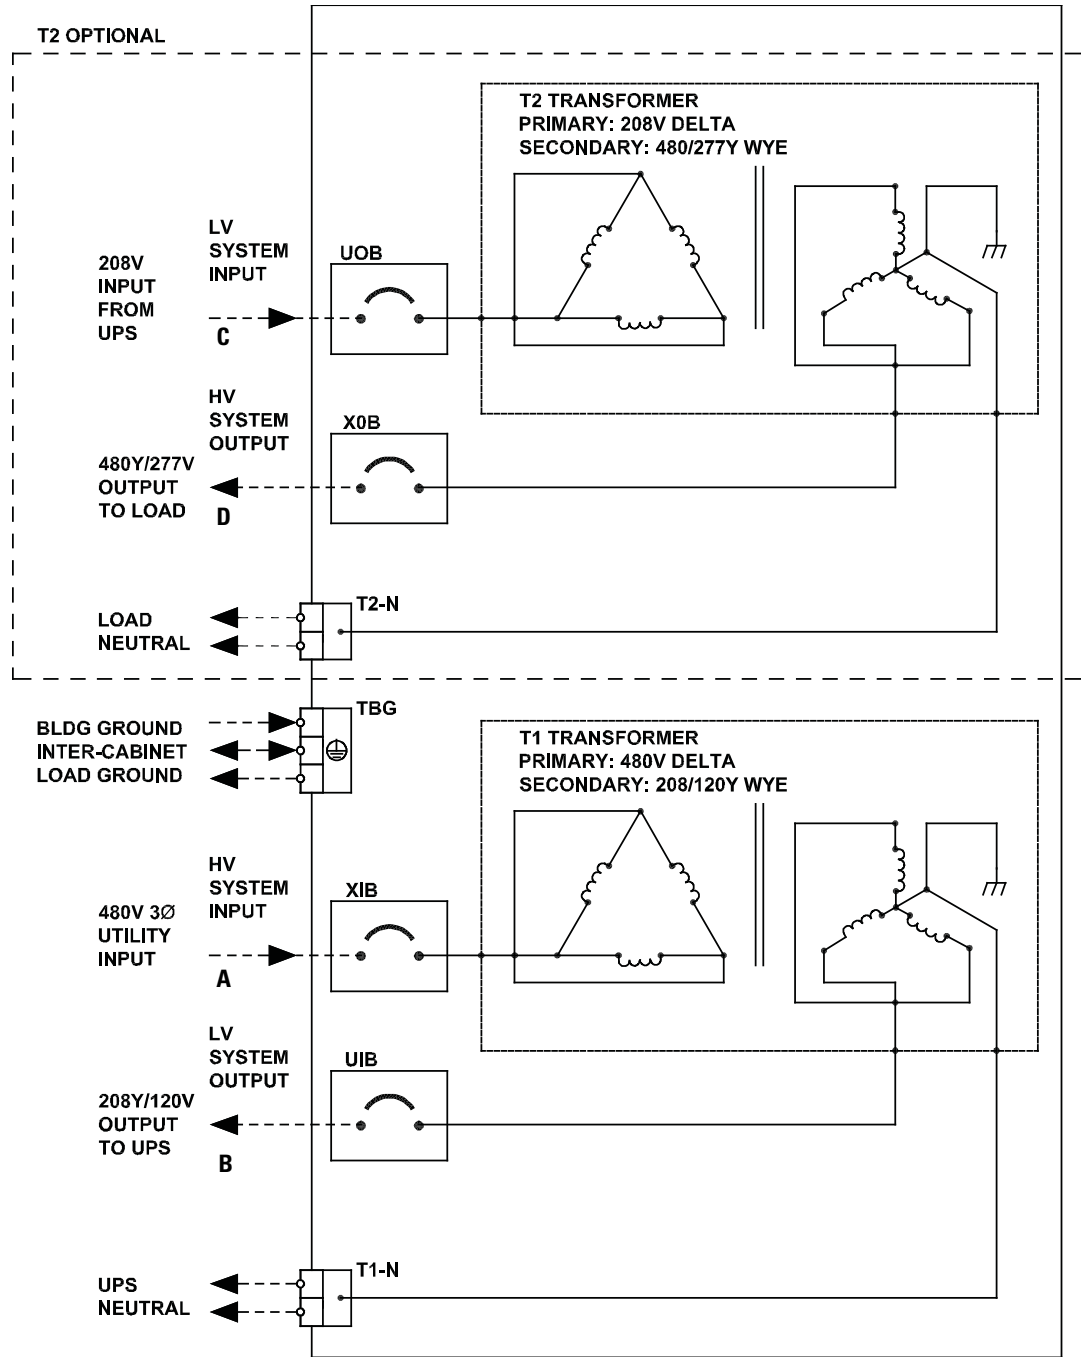 T2 OPTIONAL
T2 TRANSFORMER
PRIMARY: 208V DELTA
SECONDARY: 480/277Y WYE
LV
SYSTEM
INPUT
UOB
208V
INPUT
FROM
UPS
C
HV
SYSTEM
OUTPUT
X0B
480Y/277V
OUTPUT
TO LOAD
D
T2-N
LOAD
NEUTRAL
TBG
BLDG GROUND
INTER-CABINET
LOAD GROUND
T1 TRANSFORMER
PRIMARY: 480V DELTA
SECONDARY: 208/120Y WYE
HV
SYSTEM
INPUT
XIB
480V 3Ø
UTILITY
INPUT
A
LV
SYSTEM
OUTPUT
UIB
208Y/120V
OUTPUT
TO UPS
B
T1-N
UPS
NEUTRAL